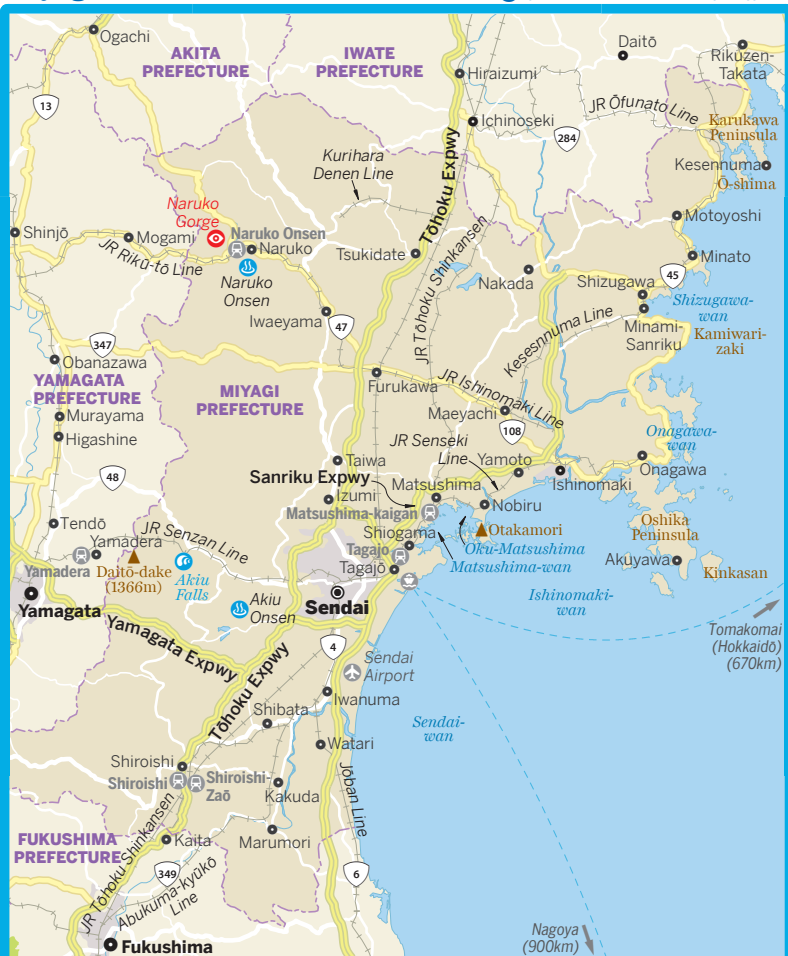 Ogachi
AKITA
PREFECTURE
IWATE
PREFECTURE
Daitō
Rikuzen-
Takata
Hiraizumi
13
JR Ōfunato Line
Ichinoseki
284
Karukawa
Peninsula
Kurihara
Denen Line
Tōhoku Expwy
Kesennuma
Ō-shima
Naruko
Gorge
Motoyoshi
Shinjō
Mogami
Naruko Onsen
Naruko
JR Rikū-tō Line
Tsukidate
Minato
Naruko
Onsen
JR Tōhoku Shinkansen
Nakada
Shizugawa
45
Shizugawa-
wan
Iwaeyama
47
Kesesnnuma Line
Minami-
Sanriku
Kamiwari-
zaki
347
Obanazawa
YAMAGATA
PREFECTURE
MIYAGI
PREFECTURE
Furukawa
JR Ishinomaki Line
Murayama
Maeyachi
108
Higashine
JR Senseki
Line
Onagawa-
wan
48
Taiwa
Yamoto
Sanriku Expwy
Onagawa
Ishinomaki
Izumi
Matsushima
Nobiru
Matsushima-kaigan
Tendō
Yamadera
JR Senzan Line
Shiogama
Otakamori
Oshika
Peninsula
Tagajo
Oku-Matsushima
Matsushima-wan
Akuyawa
Yamadera
Daitō-dake
(1366m)
Akiu
Falls
Tagajō
Kinkasan
Yamagata
Akiu
Onsen
Sendai
Ishinomaki-
wan
Tomakomai
(Hokkaidō)
(670km)
Yamagata Expwy
4
Tōhoku Expwy
Sendai
Airport
Iwanuma
Shibata
Sendai-
wan
Watari
Shiroishi
Shiroishi
Shiroishi-
Zaō
Kakuda
Jōban Line
JR Tōhoku Shinkansen
FUKUSHIMA
PREFECTURE
Kaita
Marumori
349
6
Abukuma-kyūkō
Line
Fukushima
Nagoya
(900km)